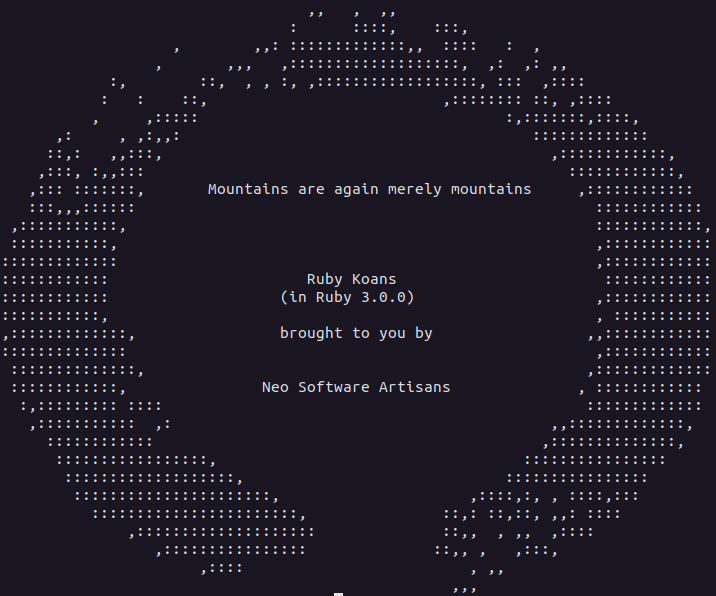 Mountains are again merely mountains
Ruby Koans
(in Ruby 3.0.0)
brought to you by
Neo Software Artisans